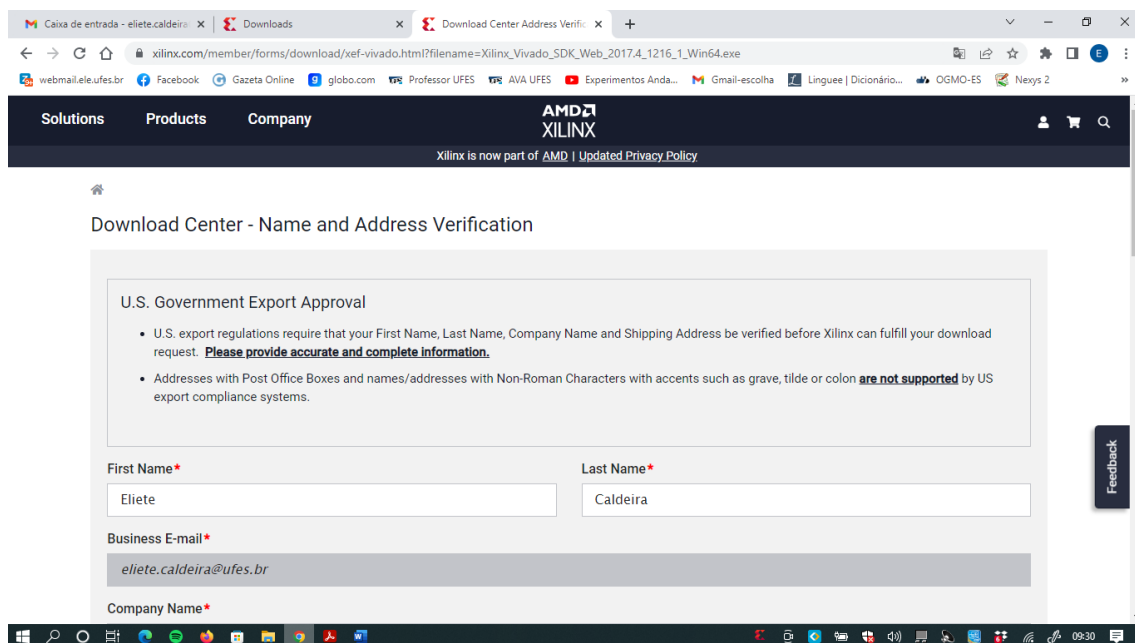 Caixa de entrada - eliete.caldeira
Downloads
Download Center Address Verific
xilinx.com/member/forms/download/xef-vivado.html?filename=Xilinx_Vivado_SDK_Web_2017.4_1216_1_Win64.exe
E
webmail.ele.ufes.br
Facebook
Gazeta Online
globo.com
Professor UFES
AVA UFES
Experimentos Anda...
Gmail-escolha
Linguee | Dicionário...
OGMO-ES
Nexys 2
»
Solutions
Products
Company
AMD
XILINX
Xilinx is now part of AMD | Updated Privacy Policy
Download Center - Name and Address Verification
U.S. Government Export Approval
• U.S. export regulations require that your First Name, Last Name, Company Name and Shipping Address be verified before Xilinx can fulfill your download
request. Please provide accurate and complete information.
• Addresses with Post Office Boxes and names/addresses with Non-Roman Characters with accents such as grave, tilde or colon are not supported by US
export compliance systems.
First Name*
Last Name*
Eliete
Caldeira
Business E-mail*
eliete.caldeira@ufes.br
Company Name*
Feedback
09:30